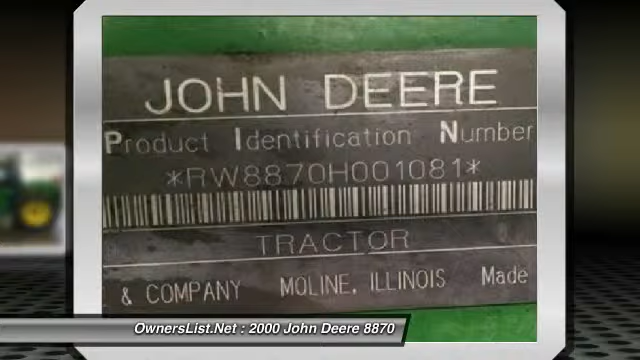 JOHN DEERE
Product Identification Number
*RW8870H001081*
TRACTOR
& COMPANY MOLINE, ILLINOIS Made
OwnersList.Net : 2000 John Deere 8870